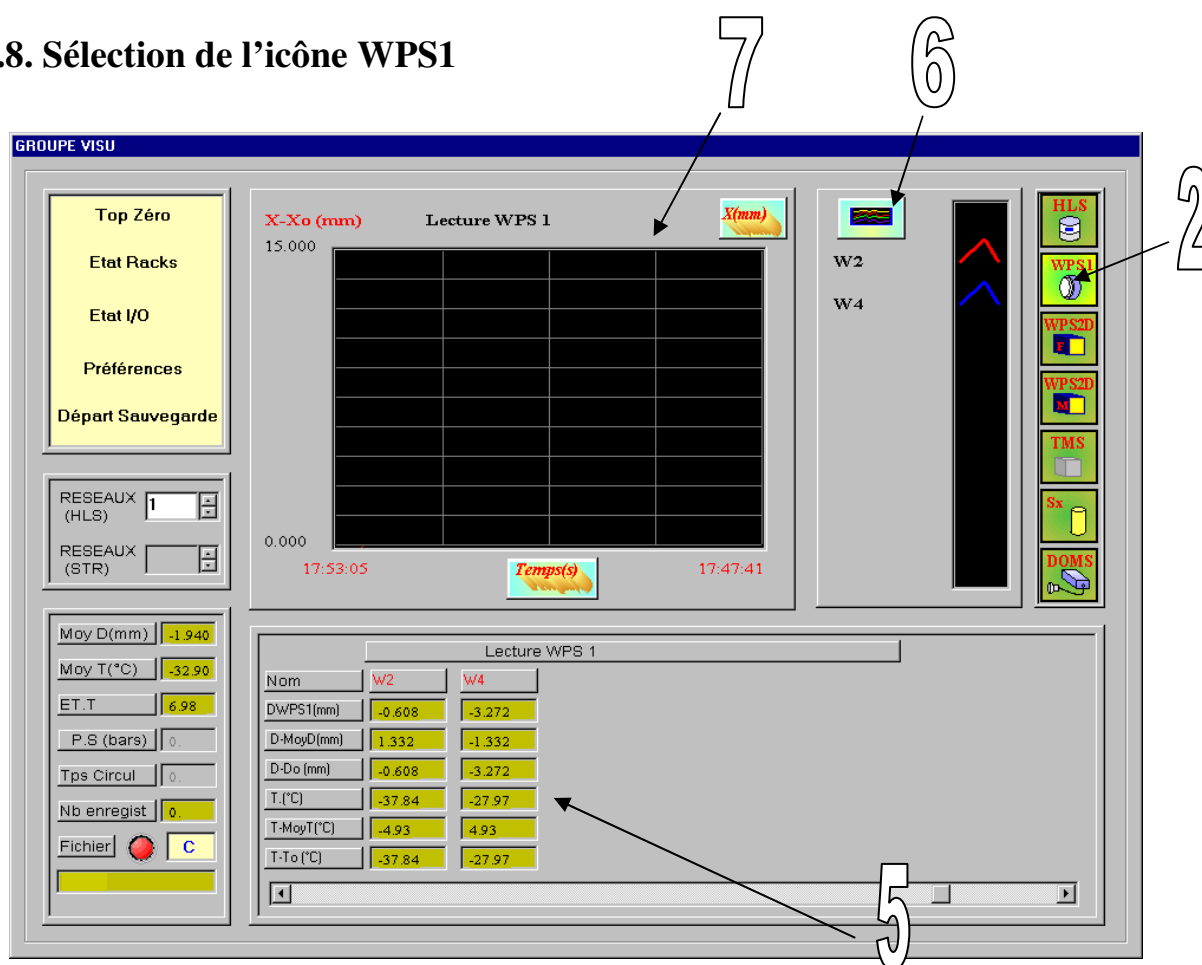 .8. Sélection de l’icône WPS1
7
6
2
GROUPE VISU
Top Zéro
Etat Racks
Etat I/O
Préférences
Départ Sauvegarde
RESEAUX (HLS) 1
RESEAUX (STR)
Moy D(mm) -1.940
Moy T(°C) -32.90
ET.T 6.98
P.S (bars) 0.
Tps Circul 0.
Nb enregist 0.
Fichier C
X-Xo (mm) Lecture WPS 1 X(mm)
15.000
0.000
17:53:05 Temps(s) 17:47:41
W2
W4
HLS
WPS1
WPS2D
F
WPS2D
M
TMS
Sx
DOMS
Lecture WPS 1
Nom W2 W4
DWPS1(mm) -0.608 -3.272
D-MoyD(mm) 1.332 -1.332
D-Do (mm) -0.608 -3.272
T.(°C) -37.84 -27.97
T-MoyT(°C) -4.93 4.93
T-To (°C) -37.84 -27.97
5